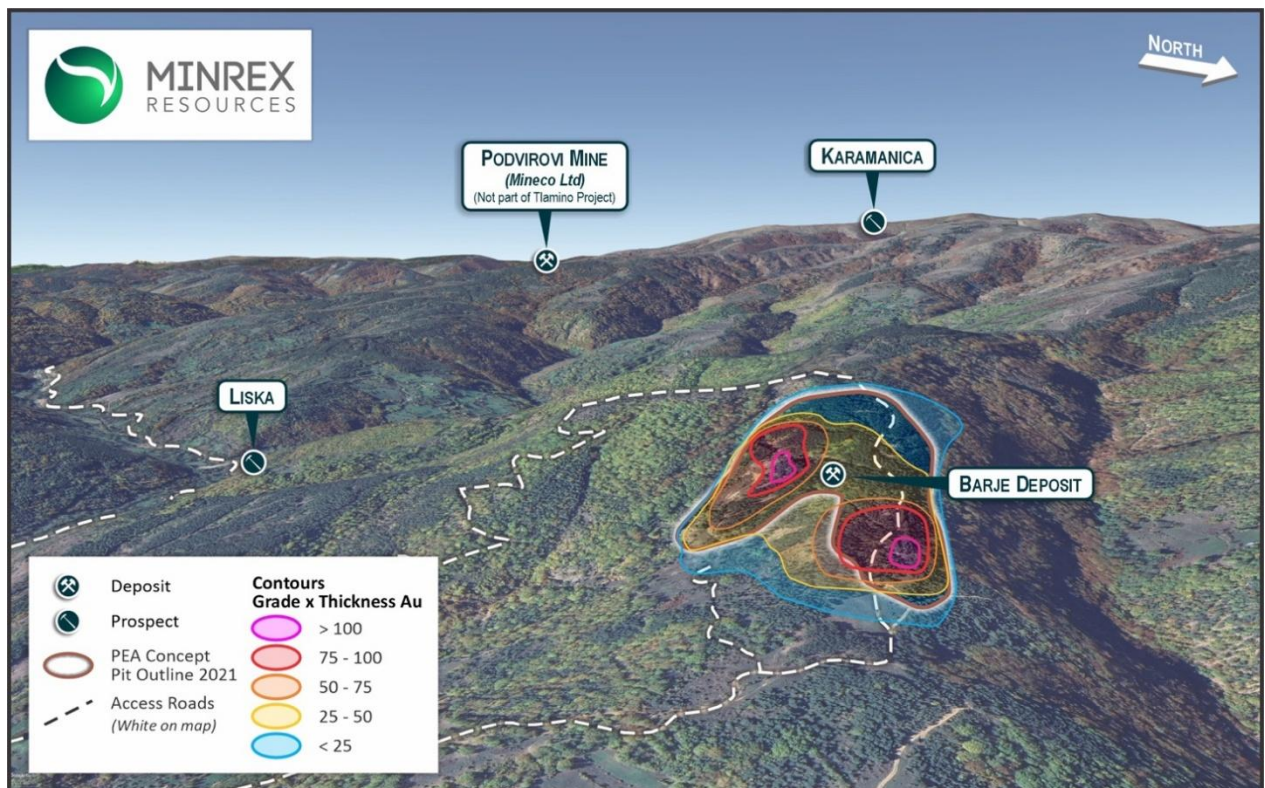 MINREX
RESOURCES
NORTH
PODVIROVI MINE
(Mineco Ltd)
(Not part of Tlamino Project)
KARAMANICA
LISKA
BARJE DEPOSIT
Deposit
Prospect
PEA Concept
Pit Outline 2021
Access Roads
(White on map)
Contours
Grade x Thickness Au
> 100
75 - 100
50 - 75
25 - 50
< 25